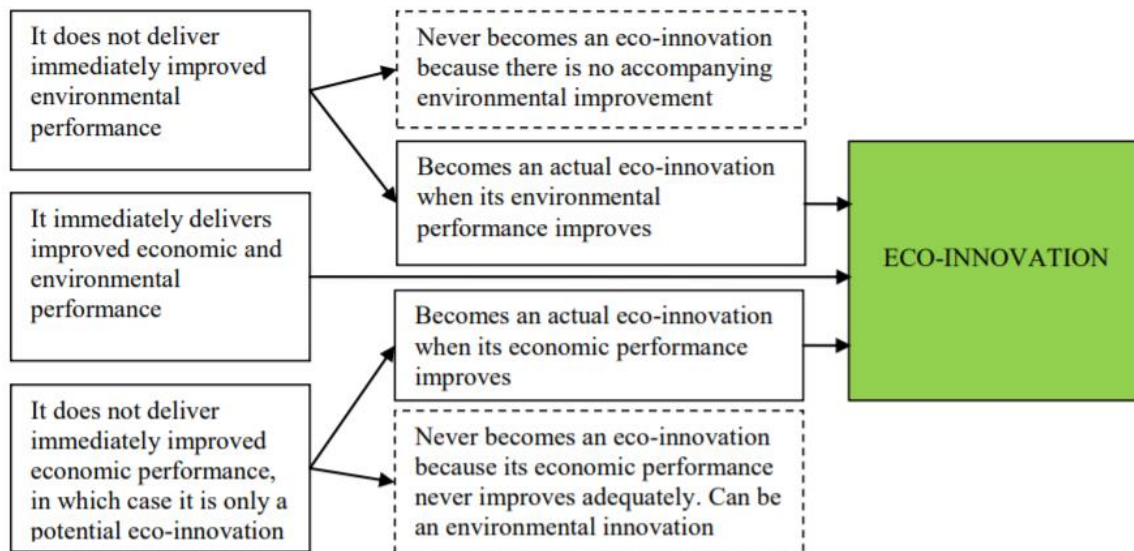 It does not deliver
immediately improved
environmental
performance
Never becomes an eco-innovation
because there is no accompanying
environmental improvement
Becomes an actual eco-innovation
when its environmental
performance improves
It immediately delivers
improved economic and
environmental
performance
ECO-INNOVATION
Becomes an actual eco-innovation
when its economic performance
improves
It does not deliver
immediately improved
economic performance,
in which case it is only a
potential eco-innovation
Never becomes an eco-innovation
because its economic performance
never improves adequately. Can be
an environmental innovation